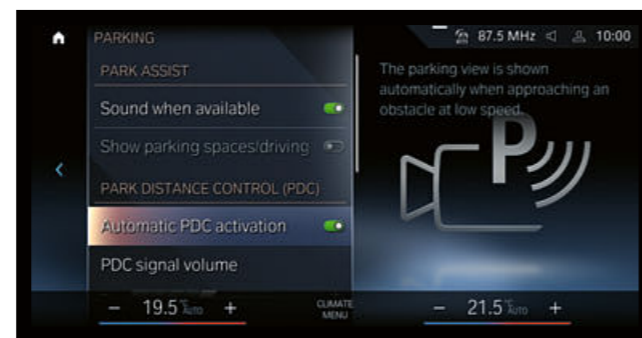 PARKING
87.5 MHz
10:00
PARK ASSIST
Sound when available
Show parking spaces/driving
PARK DISTANCE CONTROL (PDC)
Automatic PDC activation
PDC signal volume
The parking view is shown
automatically when approaching an
obstacle at low speed.
P
− 19.5 °C AUTO +
CLIMATE
MENU
− 21.5 °C AUTO +